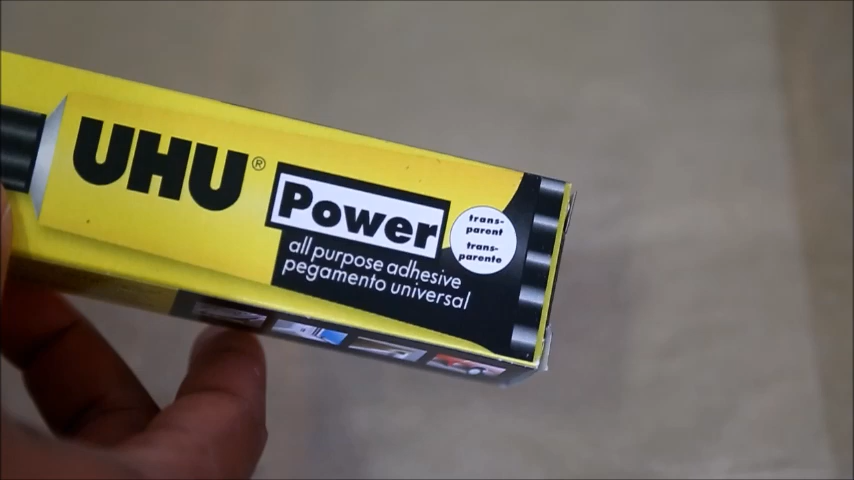 UHU®
Power
all purpose adhesive
pegamento universal
trans-
parent
trans-
parente